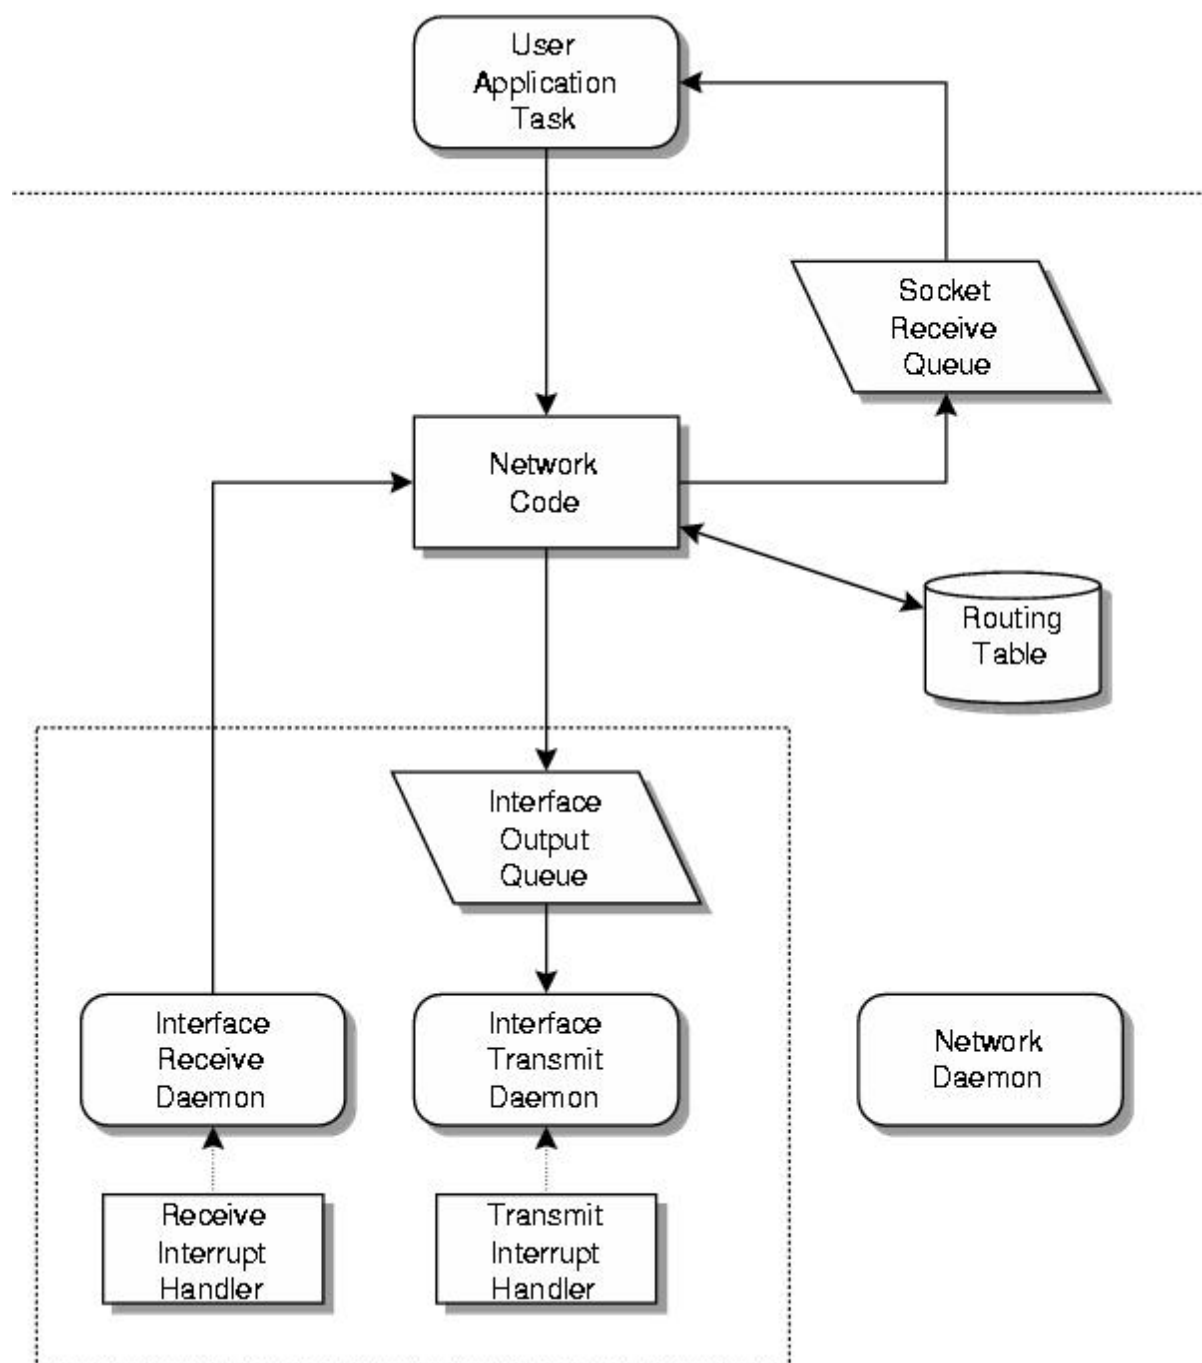 User
Application
Task
Socket
Receive
Queue
Network
Code
Routing
Table
Interface
Output
Queue
Interface
Receive
Daemon
Interface
Transmit
Daemon
Network
Daemon
Receive
Interrupt
Handler
Transmit
Interrupt
Handler